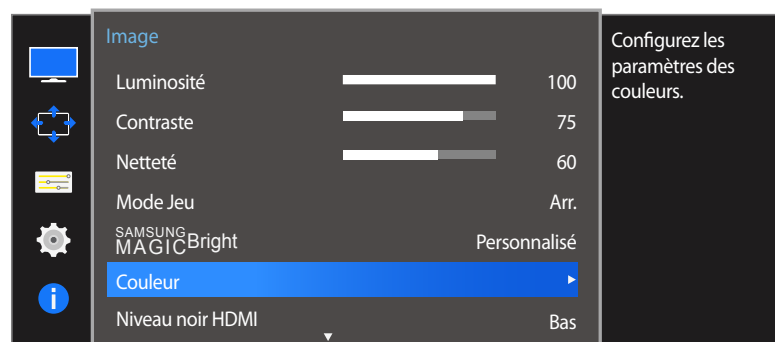 Image
Luminosité 100
Contraste 75
Netteté 60
Mode Jeu Arr.
SAMSUNG
MAGICBright Personnalisé
Couleur
Niveau noir HDMI Bas
Configurez les
paramètres des
couleurs.